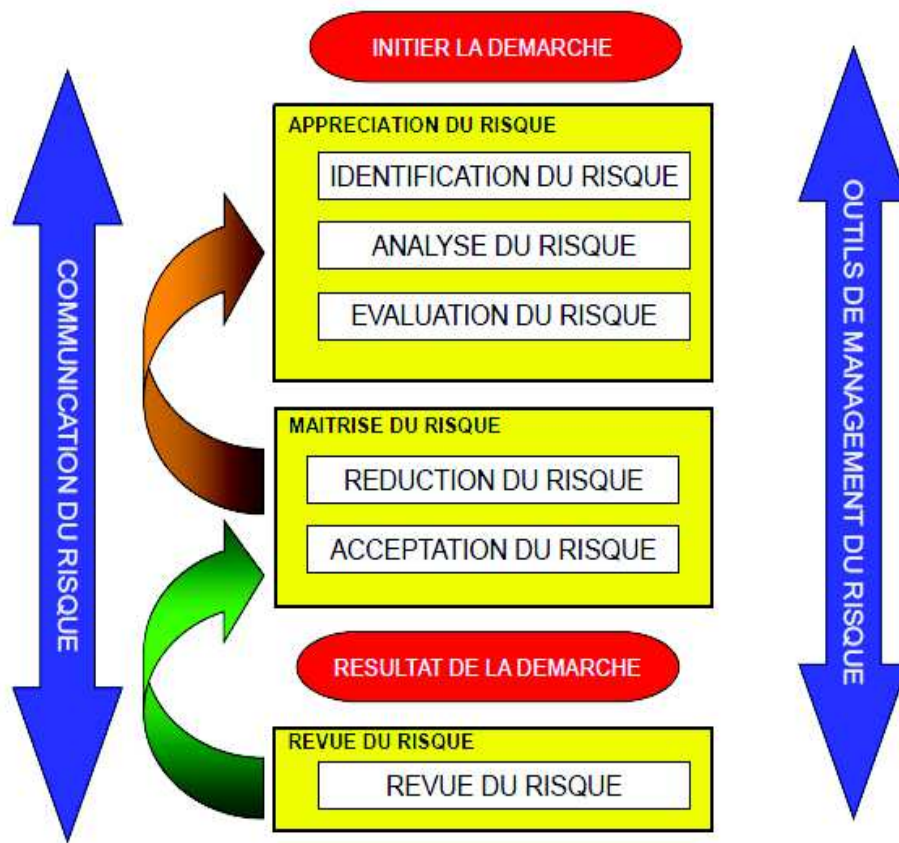 INITIER LA DEMARCHE
APPRECIATION DU RISQUE
IDENTIFICATION DU RISQUE
ANALYSE DU RISQUE
EVALUATION DU RISQUE
MAITRISE DU RISQUE
REDUCTION DU RISQUE
ACCEPTATION DU RISQUE
RESULTAT DE LA DEMARCHE
REVUE DU RISQUE
REVUE DU RISQUE
COMMUNICATION DU RISQUE
OUTILS DE MANAGEMENT DU RISQUE